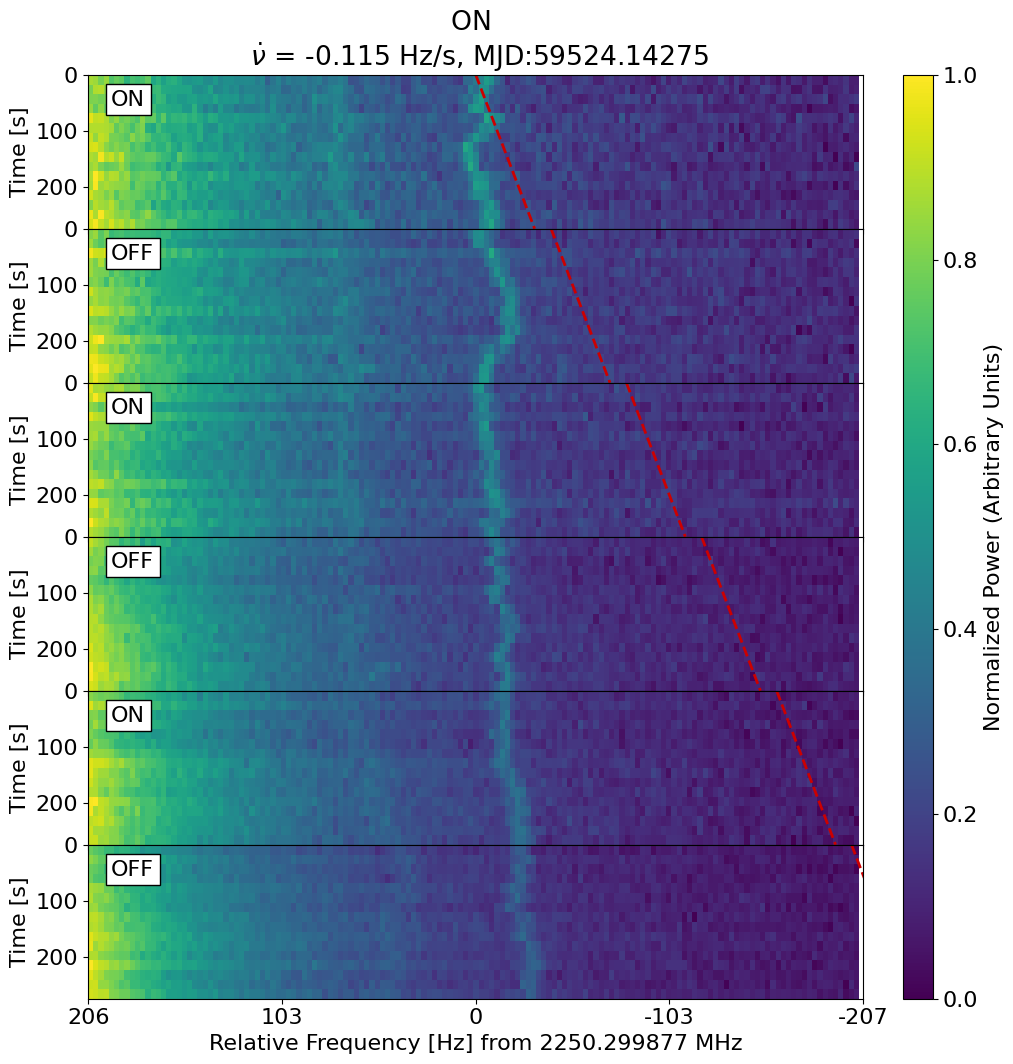 ON
ν̇ = -0.115 Hz/s, MJD:59524.14275
0
ON
100
Time [s]
200
0
OFF
100
Time [s]
200
0
ON
100
Time [s]
200
0
OFF
100
Time [s]
200
0
ON
100
Time [s]
200
0
OFF
100
Time [s]
200
206 103 0 -103 -207
Relative Frequency [Hz] from 2250.299877 MHz
1.0
0.8
0.6
0.4
0.2
0.0
Normalized Power (Arbitrary Units)